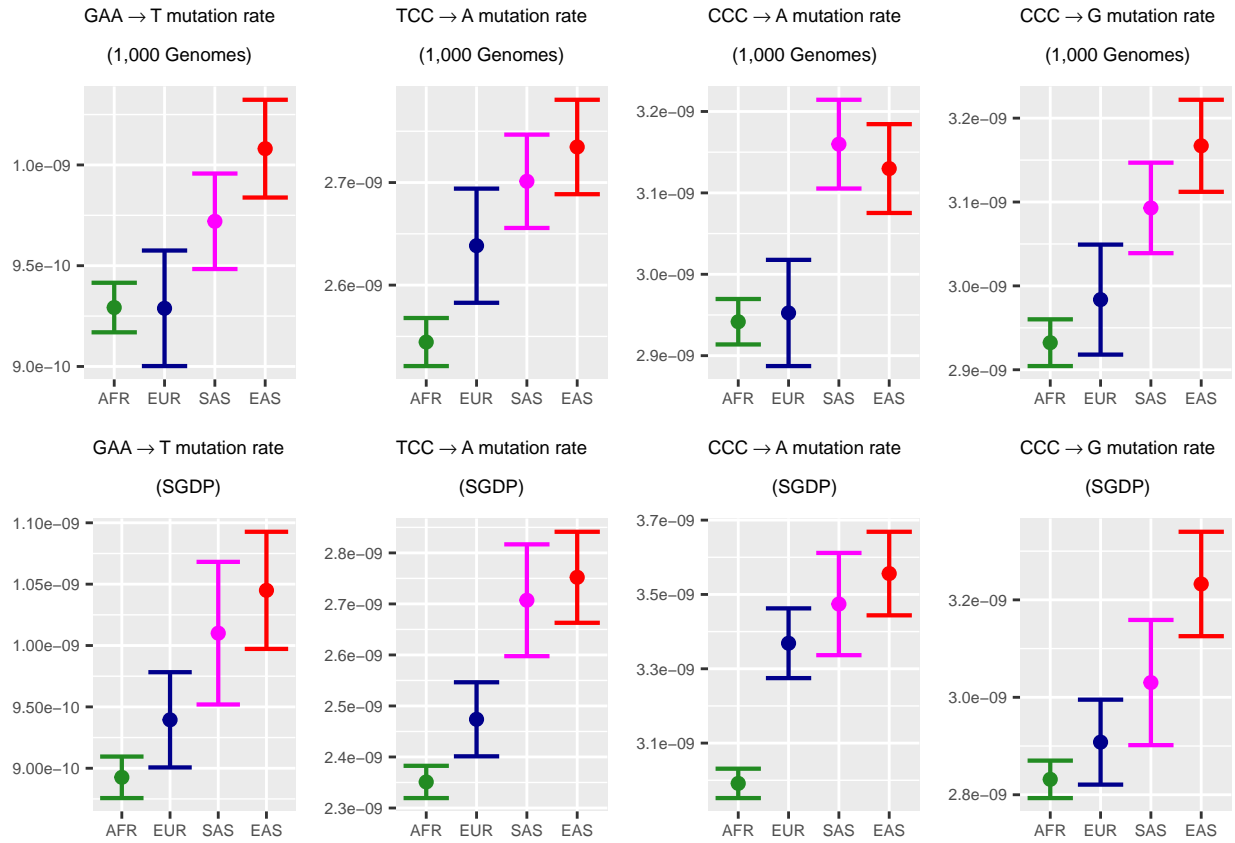 GAA → T mutation rate
(1,000 Genomes)
1.0e−09
9.5e−10
9.0e−10
AFR EUR SAS EAS
TCC → A mutation rate
(1,000 Genomes)
2.7e−09
2.6e−09
AFR EUR SAS EAS
CCC → A mutation rate
(1,000 Genomes)
3.2e−09
3.1e−09
3.0e−09
2.9e−09
AFR EUR SAS EAS
CCC → G mutation rate
(1,000 Genomes)
3.2e−09
3.1e−09
3.0e−09
2.9e−09
AFR EUR SAS EAS
GAA → T mutation rate
(SGDP)
1.10e−09
1.05e−09
1.00e−09
9.50e−10
9.00e−10
AFR EUR SAS EAS
TCC → A mutation rate
(SGDP)
2.8e−09
2.7e−09
2.6e−09
2.5e−09
2.4e−09
2.3e−09
AFR EUR SAS EAS
CCC → A mutation rate
(SGDP)
3.7e−09
3.5e−09
3.3e−09
3.1e−09
AFR EUR SAS EAS
CCC → G mutation rate
(SGDP)
3.2e−09
3.0e−09
2.8e−09
AFR EUR SAS EAS